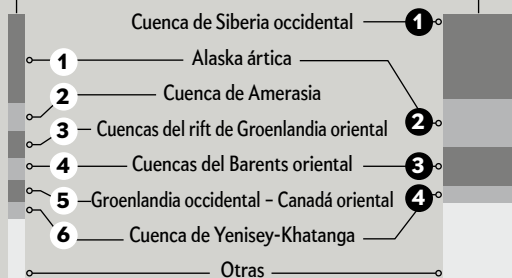 Cuenca de Siberia occidental 1
1 Alaska ártica
2 Cuenca de Amerasia
3 Cuencas del rift de Groenlandia oriental 2
4 Cuencas del Barents oriental 3
5 Groenlandia occidental – Canadá oriental 4
6 Cuenca de Yenisey-Khatanga
Otras